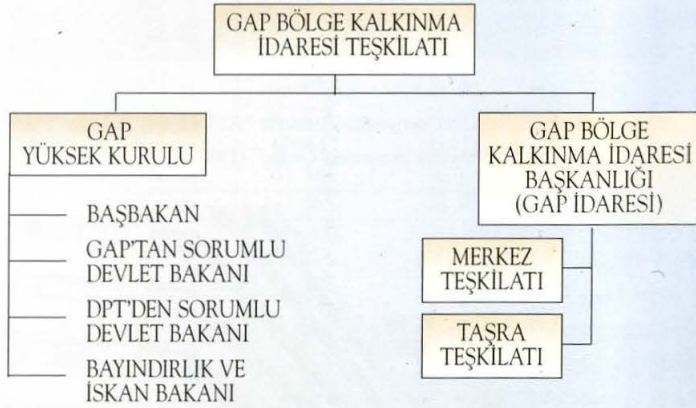 GAP BÖLGE KALKINMA
İDARESİ TEŞKİLATI
GAP
YÜKSEK KURULU
BAŞBAKAN
GAP'TAN SORUMLU
DEVLET BAKANI
DPT'DEN SORUMLU
DEVLET BAKANI
BAYINDIRLIK VE
İSKAN BAKANI
GAP BÖLGE
KALKINMA İDARESİ
BAŞKANLIĞI
(GAP İDARESİ)
MERKEZ
TEŞKİLATI
TAŞRA
TEŞKİLATI